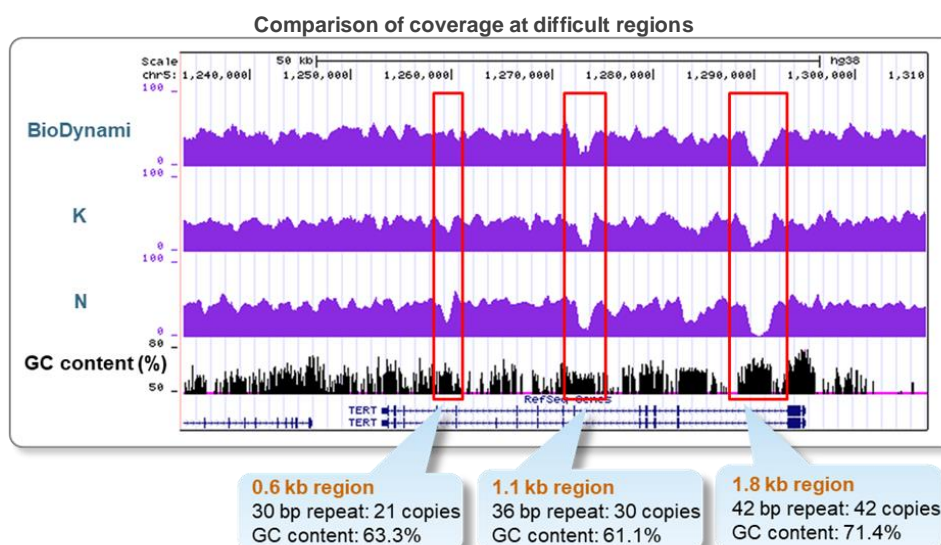 Comparison of coverage at difficult regions
Scale 50 kb hg38
chr5: 1,240,000 1,250,000 1,260,000 1,270,000 1,280,000 1,290,000 1,300,000 1,310
100
BioDynami
0
100
K
0
100
N
0
80
GC content (%)
50
RefSeq Genes
TERT
TERT
0.6 kb region
30 bp repeat: 21 copies
GC content: 63.3%
1.1 kb region
36 bp repeat: 30 copies
GC content: 61.1%
1.8 kb region
42 bp repeat: 42 copies
GC content: 71.4%